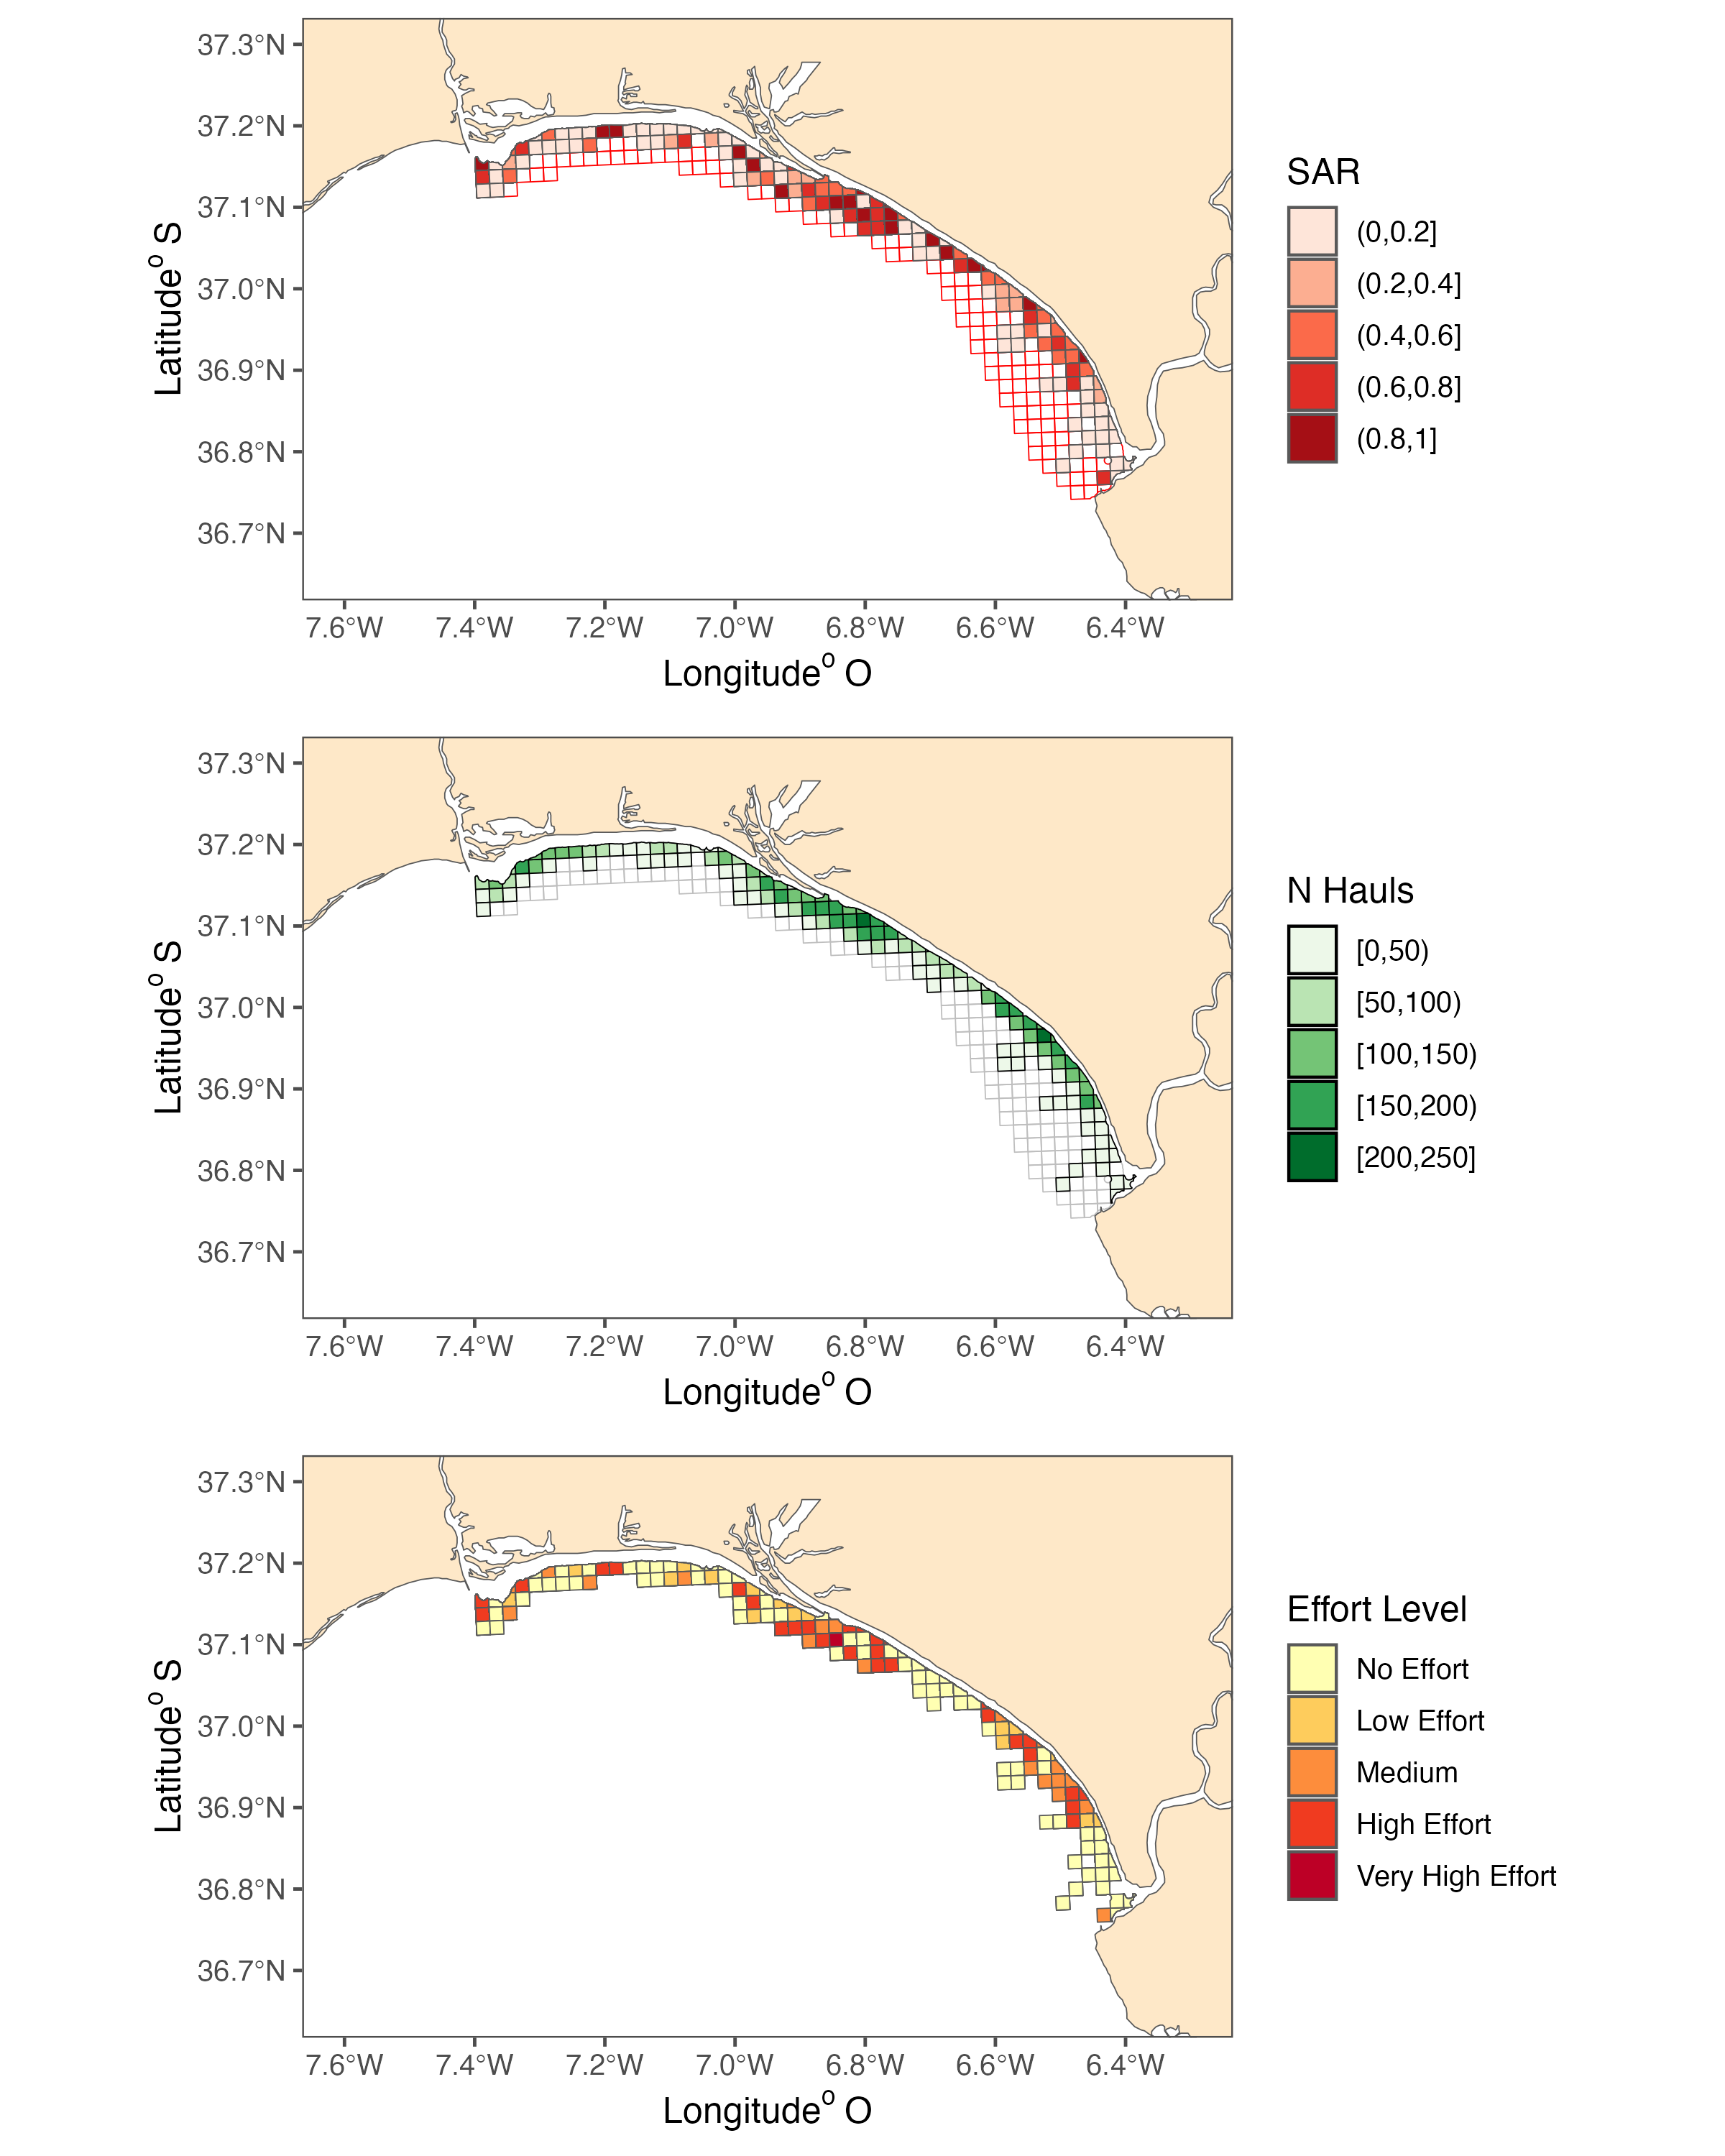 37.3°N
37.2°N
37.1°N
37.0°N
36.9°N
36.8°N
36.7°N
Latitude° S
7.6°W 7.4°W 7.2°W 7.0°W 6.8°W 6.6°W 6.4°W
Longitude° O
SAR
(0,0.2]
(0.2,0.4]
(0.4,0.6]
(0.6,0.8]
(0.8,1]
37.3°N
37.2°N
37.1°N
37.0°N
36.9°N
36.8°N
36.7°N
Latitude° S
7.6°W 7.4°W 7.2°W 7.0°W 6.8°W 6.6°W 6.4°W
Longitude° O
N Hauls
[0,50)
[50,100)
[100,150)
[150,200)
[200,250]
37.3°N
37.2°N
37.1°N
37.0°N
36.9°N
36.8°N
36.7°N
Latitude° S
7.6°W 7.4°W 7.2°W 7.0°W 6.8°W 6.6°W 6.4°W
Longitude° O
Effort Level
No Effort
Low Effort
Medium
High Effort
Very High Effort